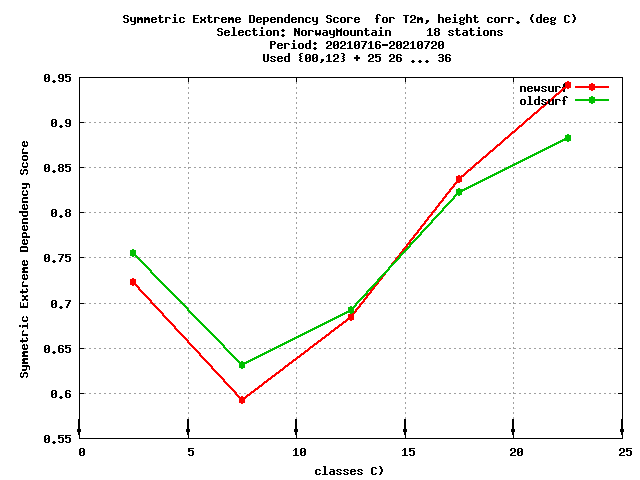 Symmetric Extreme Dependency Score  for T2m, height corr. (deg C)
Selection: NorwayMountain     18 stations
Period: 20210716-20210720
Used {00,12} + 25 26 ... 36
0.95
newsurf
oldsurf
0.9
0.85
0.8
0.75
0.7
0.65
0.6
0.55
Symmetric Extreme Dependency Score
0 5 10 15 20 25
classes C)